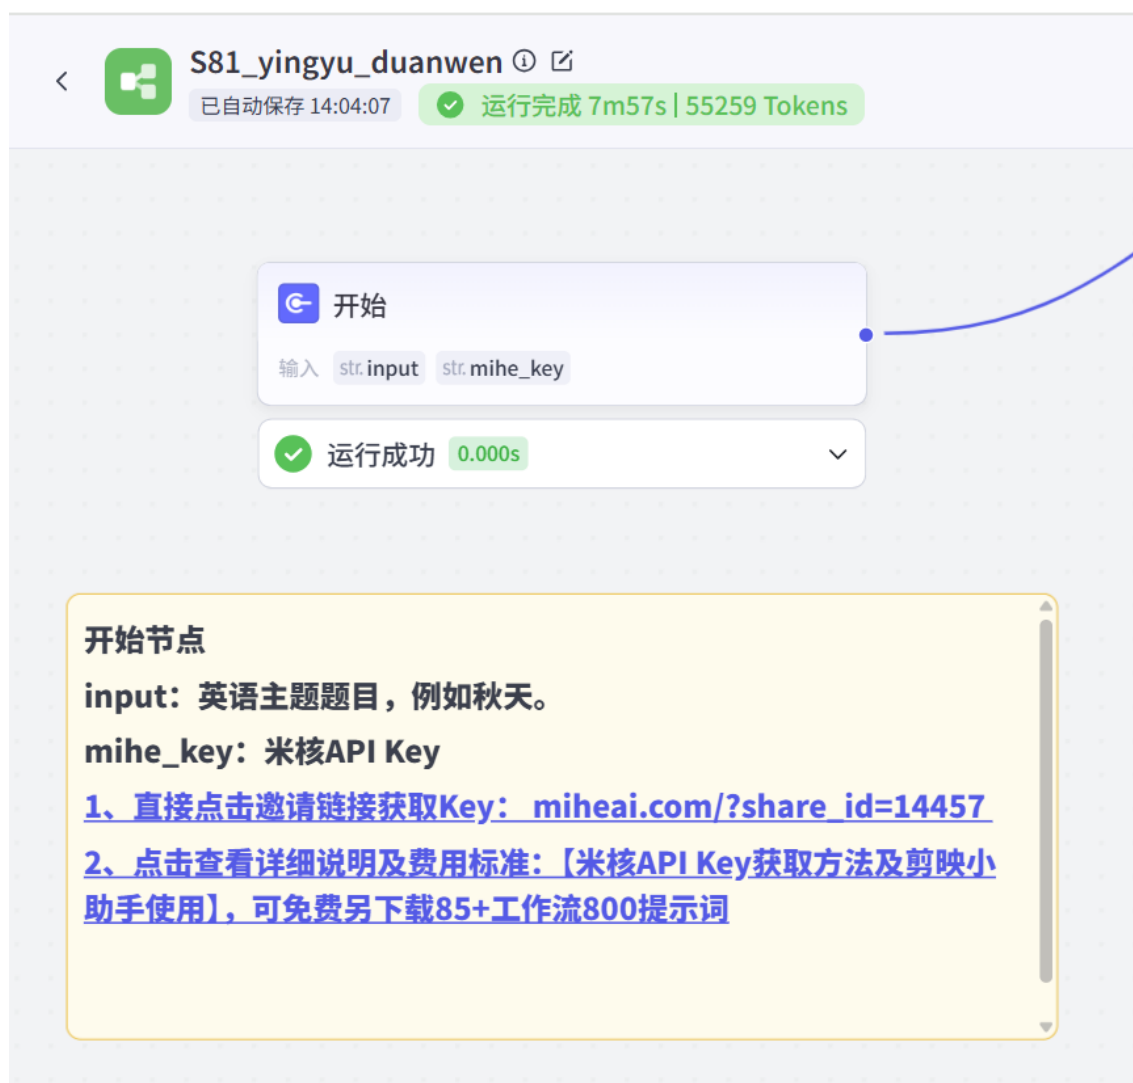 S81_yingyu_duanwen
已自动保存 14:04:07
运行完成 7m57s | 55259 Tokens
开始
输入 str. input str. mihe_key
运行成功 0.000s
开始节点
input：英语主题题目，例如秋天。
mihe_key：米核API Key
1、直接点击邀请链接获取Key： miheai.com/?share_id=14457
2、点击查看详细说明及费用标准：【米核API Key获取方法及剪映小
助手使用】，可免费另下载85+工作流800提示词